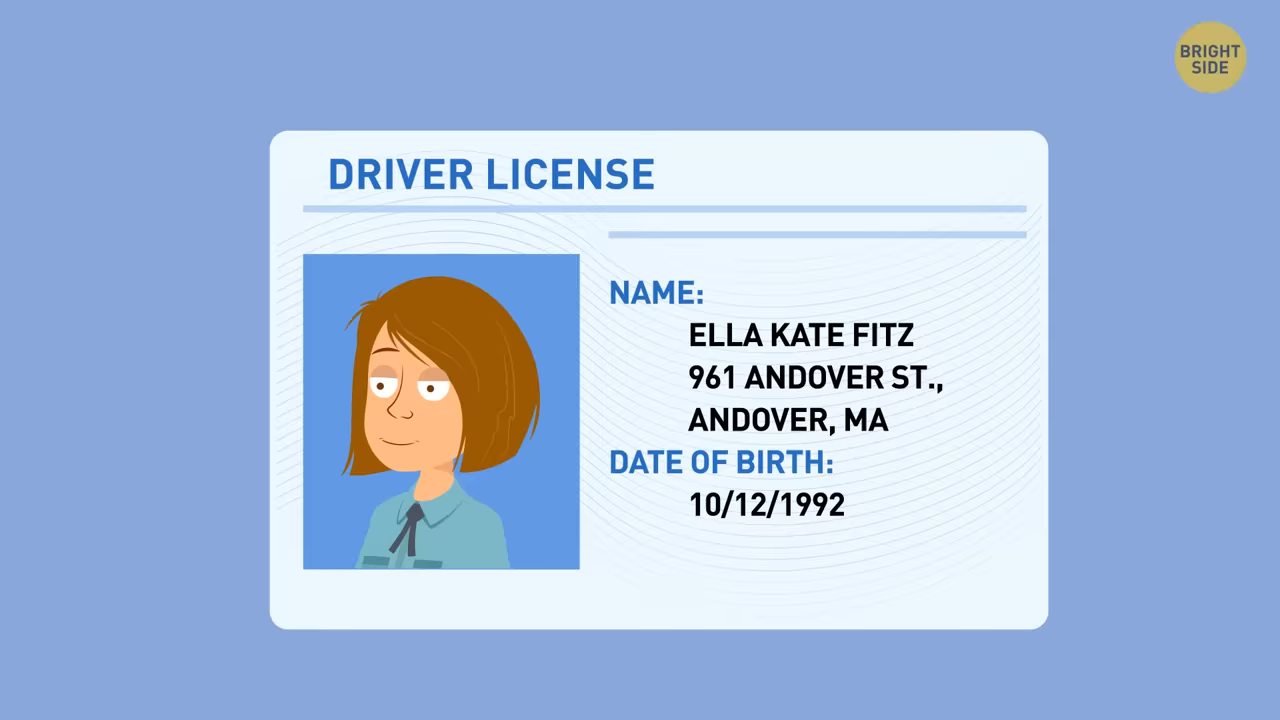 BRIGHT
SIDE
DRIVER LICENSE
NAME:
ELLA KATE FITZ
961 ANDOVER ST.,
ANDOVER, MA
DATE OF BIRTH:
10/12/1992